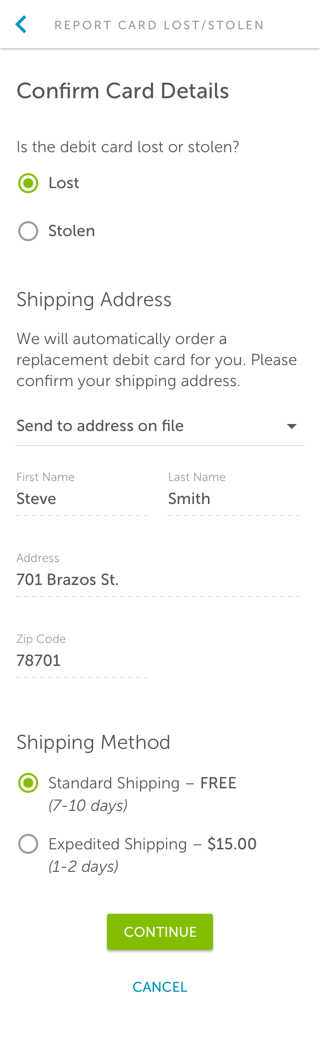 REPORT CARD LOST/STOLEN
Confirm Card Details
Is the debit card lost or stolen?
Lost
Stolen
Shipping Address
We will automatically order a
replacement debit card for you. Please
confirm your shipping address.
Send to address on file
First Name Last Name
Steve Smith
Address
701 Brazos St.
Zip Code
78701
Shipping Method
Standard Shipping – FREE
(7-10 days)
Expedited Shipping – $15.00
(1-2 days)
CONTINUE
CANCEL